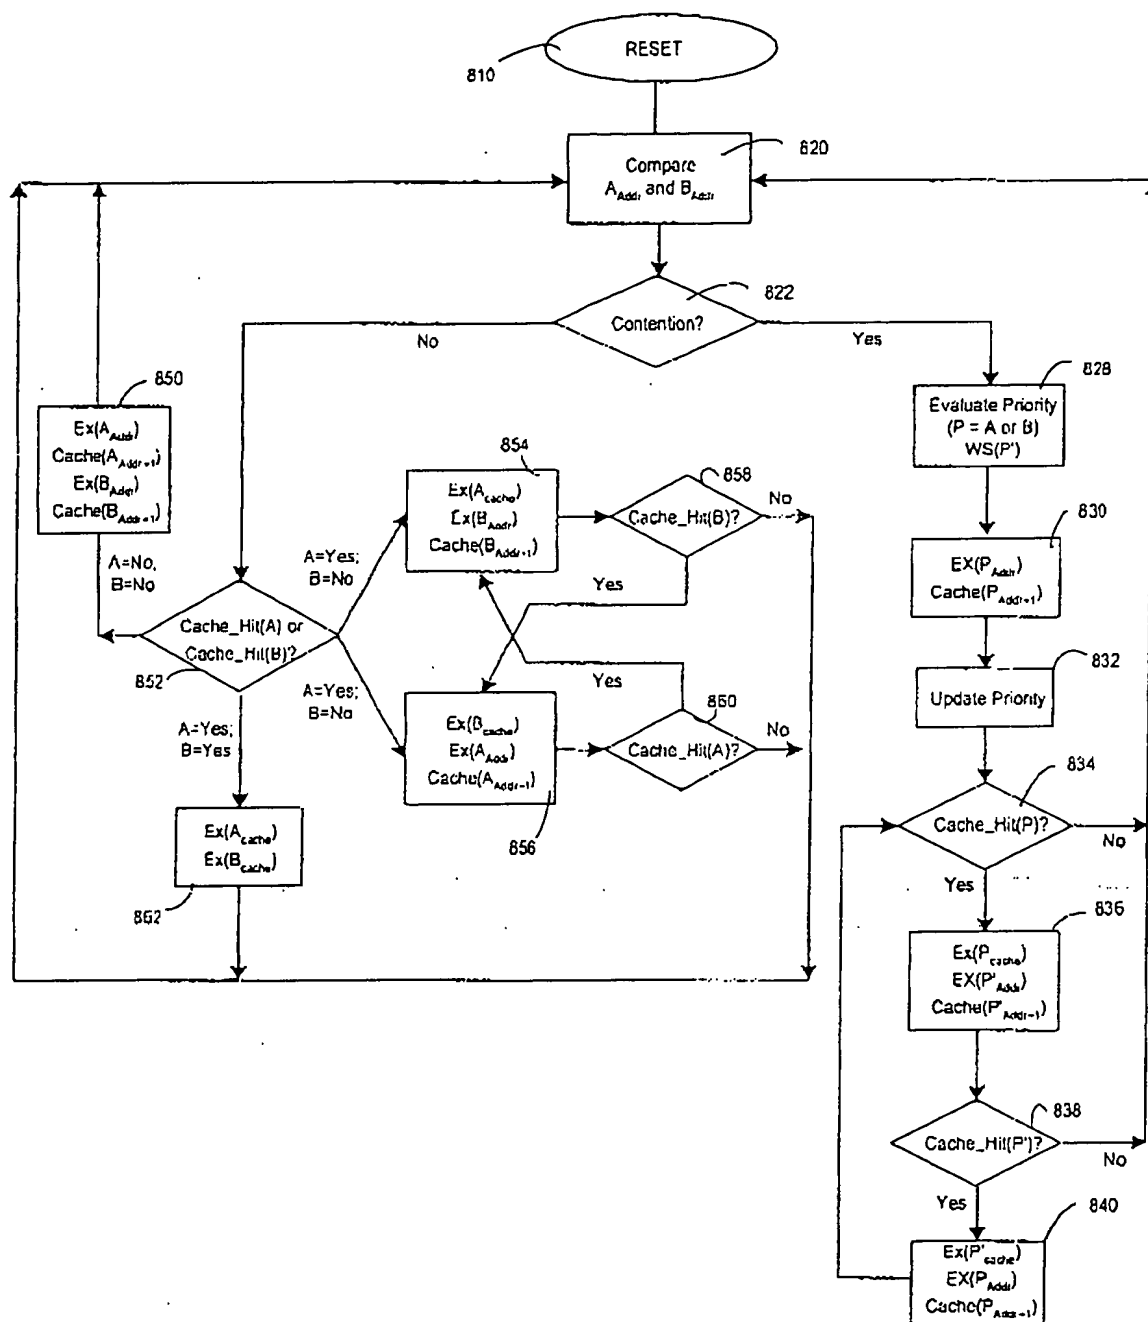 RESET
810
820
Compare
A_Addr and B_Addr
822
Contention?
No
Yes
850
Ex(A_Addr)
Cache(A_Addr+1)
Ex(B_Addr)
Cache(B_Addr+1)
828
Evaluate Priority
(P = A or B)
WS(P')
854
Ex(A_cache)
Ex(B_Addr)
Cache(B_Addr+1)
858
Cache_Hit(B)?
No
Yes
830
EX(P_Addr)
Cache(P_Addr+1)
A=No,
B=No
A=Yes;
B=No
Cache_Hit(A) or
Cache_Hit(B)?
852
832
Update Priority
A=Yes;
B=No
Yes
A=Yes;
B=Yes
Ex(B_cache)
Ex(A_Addr)
Cache(A_Addr+1)
856
860
Cache_Hit(A)?
No
834
Cache_Hit(P)?
No
Yes
Ex(A_cache)
Ex(B_cache)
862
836
Ex(P_cache)
EX(P'_Addr)
Cache(P'_Addr+1)
838
Cache_Hit(P')?
No
Yes
840
Ex(P'_cache)
EX(P_Addr)
Cache(P_Addr+1)